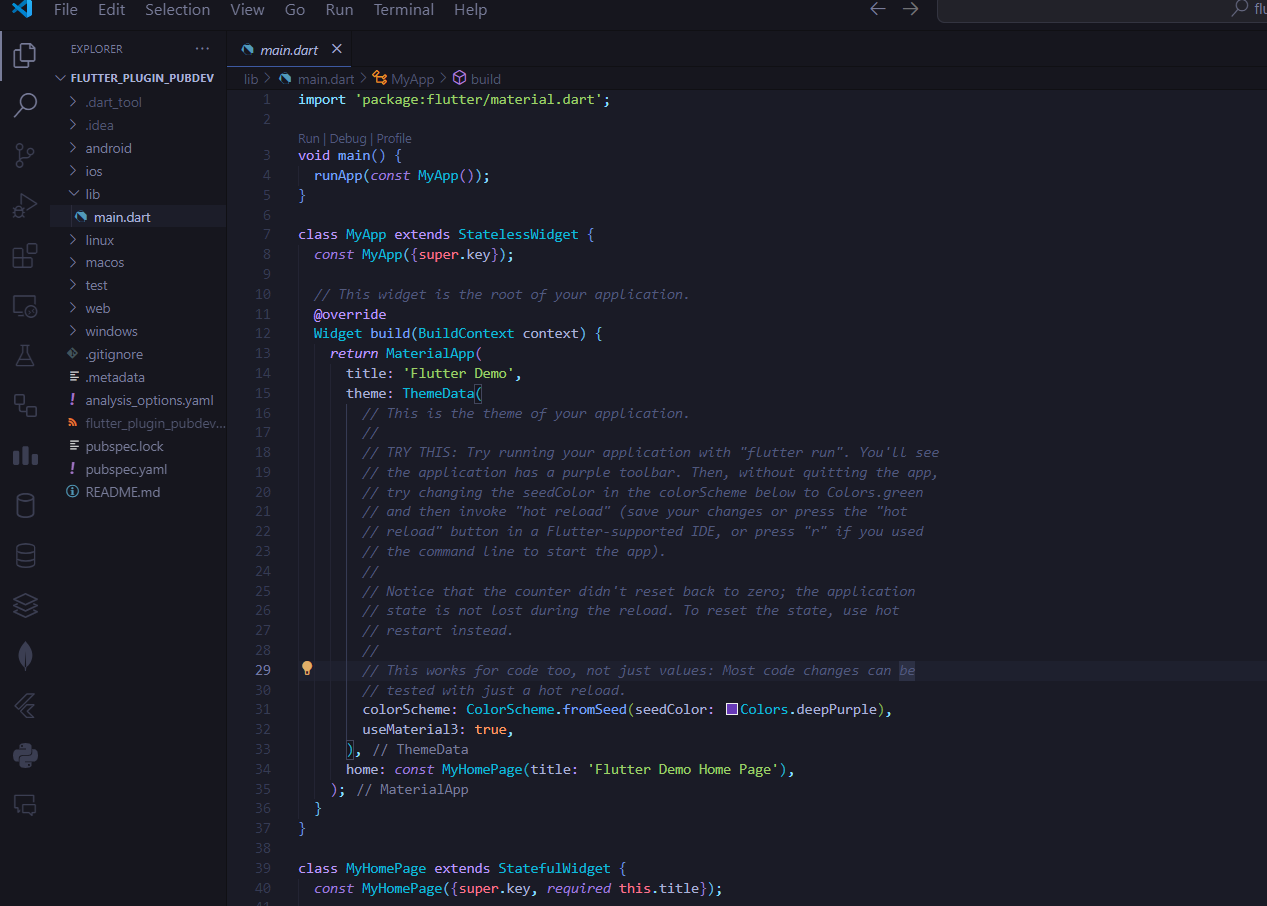 File Edit Selection View Go Run Terminal Help
EXPLORER
FLUTTER_PLUGIN_PUBDEV
.dart_tool
.idea
android
ios
lib
main.dart
linux
macos
test
web
windows
.gitignore
.metadata
analysis_options.yaml
flutter_plugin_pubdev...
pubspec.lock
pubspec.yaml
README.md
main.dart
lib > main.dart > MyApp > build
1 import 'package:flutter/material.dart';
2
Run | Debug | Profile
3 void main() {
4 runApp(const MyApp());
5 }
6
7 class MyApp extends StatelessWidget {
8 const MyApp({super.key});
9
10 // This widget is the root of your application.
11 @override
12 Widget build(BuildContext context) {
13 return MaterialApp(
14 title: 'Flutter Demo',
15 theme: ThemeData(
16 // This is the theme of your application.
17 //
18 // TRY THIS: Try running your application with "flutter run". You'll see
19 // the application has a purple toolbar. Then, without quitting the app,
20 // try changing the seedColor in the colorScheme below to Colors.green
21 // and then invoke "hot reload" (save your changes or press the "hot
22 // reload" button in a Flutter-supported IDE, or press "r" if you used
23 // the command line to start the app).
24 //
25 // Notice that the counter didn't reset back to zero; the application
26 // state is not lost during the reload. To reset the state, use hot
27 // restart instead.
28 //
29 // This works for code too, not just values: Most code changes can be
30 // tested with just a hot reload.
31 colorScheme: ColorScheme.fromSeed(seedColor: Colors.deepPurple),
32 useMaterial3: true,
33 ), // ThemeData
34 home: const MyHomePage(title: 'Flutter Demo Home Page'),
35 ); // MaterialApp
36 }
37 }
38
39 class MyHomePage extends StatefulWidget {
40 const MyHomePage({super.key, required this.title});